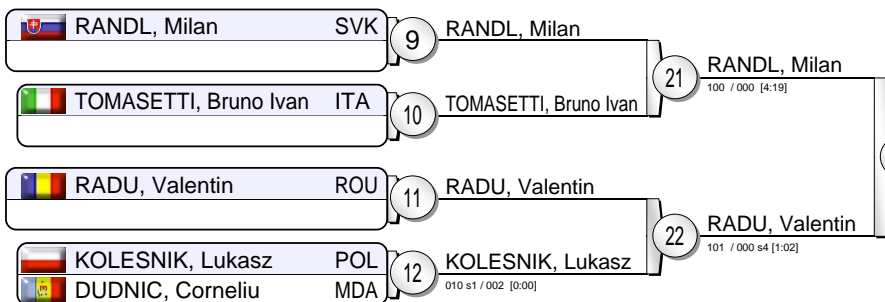 RANDL, Milan SVK
9
RANDL, Milan
TOMASETTI, Bruno Ivan ITA
10
TOMASETTI, Bruno Ivan
21
RANDL, Milan
100 / 000 [4:19]
RADU, Valentin ROU
11
RADU, Valentin
KOLESNIK, Lukasz POL
DUDNIC, Corneliu MDA
12
KOLESNIK, Lukasz
010 s1 / 002 [0:00]
22
RADU, Valentin
101 / 000 s4 [1:02]